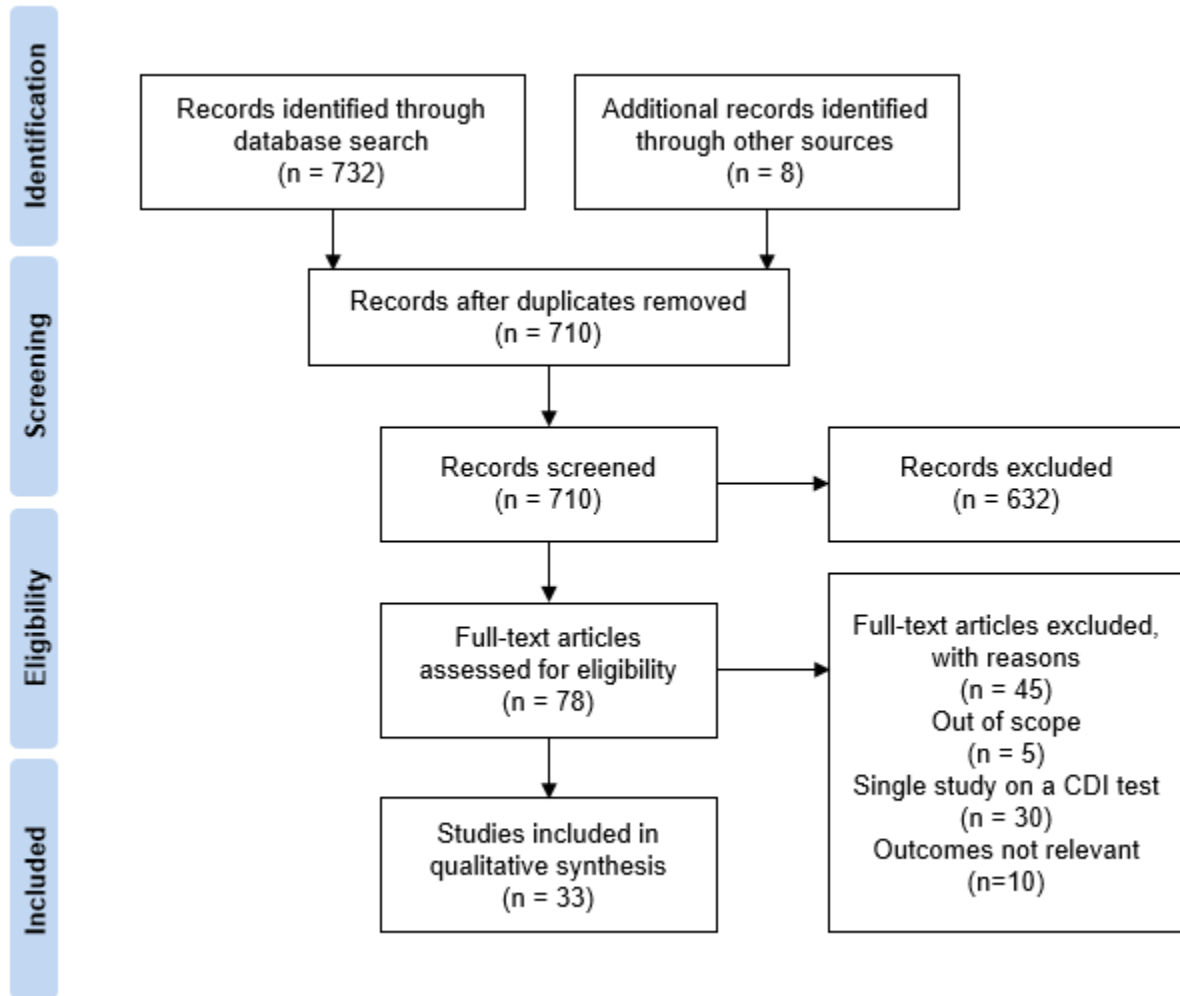 Identification
Records identified through
database search
(n = 732)
Additional records identified
through other sources
(n = 8)
Screening
Records after duplicates removed
(n = 710)
Records screened
(n = 710)
Records excluded
(n = 632)
Eligibility
Full-text articles
assessed for eligibility
(n = 78)
Full-text articles excluded,
with reasons
(n = 45)
Out of scope
(n = 5)
Single study on a CDI test
(n = 30)
Outcomes not relevant
(n=10)
Included
Studies included in
qualitative synthesis
(n = 33)